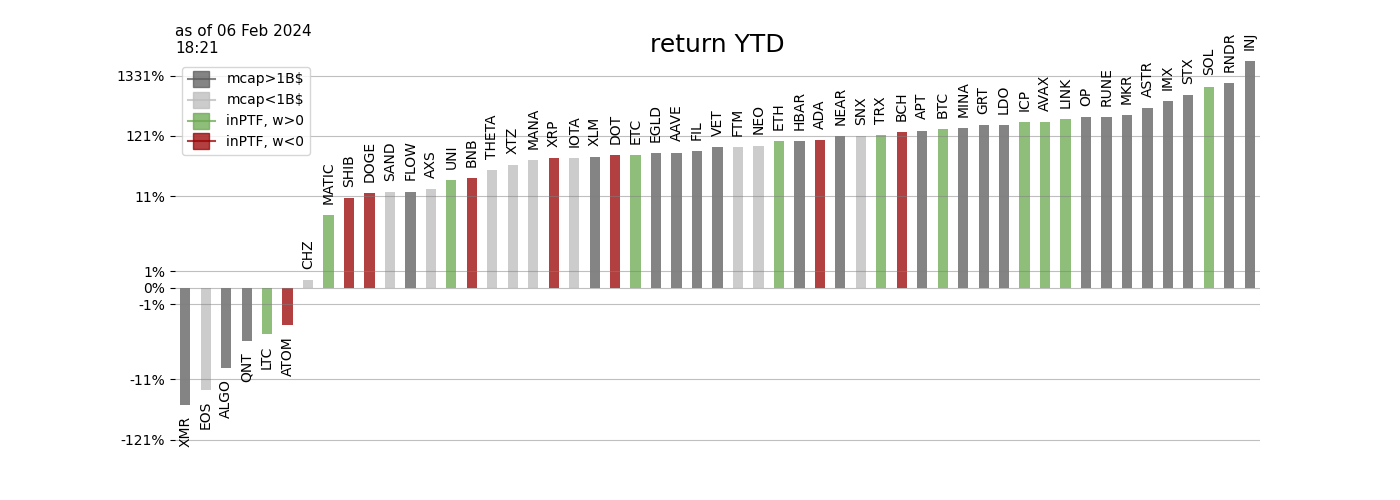 as of 06 Feb 2024
18:21
return YTD
mcap>1B$
mcap<1B$
inPTF, w>0
inPTF, w<0
1331%
121%
11%
1%
0%
-1%
-11%
-121%
XMR
EOS
ALGO
QNT
LTC
ATOM
CHZ
MATIC
SHIB
DOGE
SAND
FLOW
AXS
UNI
BNB
THETA
XTZ
MANA
XRP
IOTA
XLM
DOT
ETC
EGLD
AAVE
FIL
VET
FTM
NEO
ETH
HBAR
ADA
NEAR
SNX
TRX
BCH
APT
BTC
MINA
GRT
LDO
ICP
AVAX
LINK
OP
RUNE
MKR
ASTR
IMX
STX
SOL
RNDR
INJ